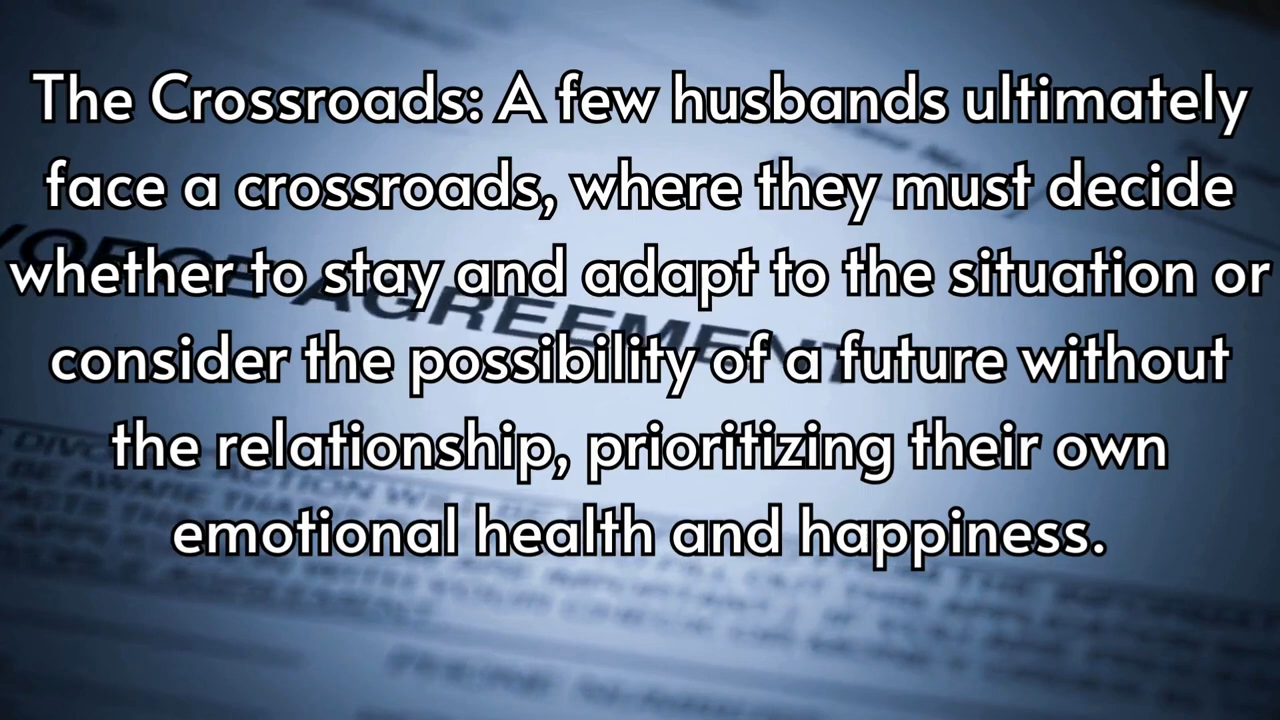 The Crossroads: A few husbands ultimately
face a crossroads, where they must decide
whether to stay and adapt to the situation or
consider the possibility of a future without
the relationship, prioritizing their own
emotional health and happiness.
AGREEMENT